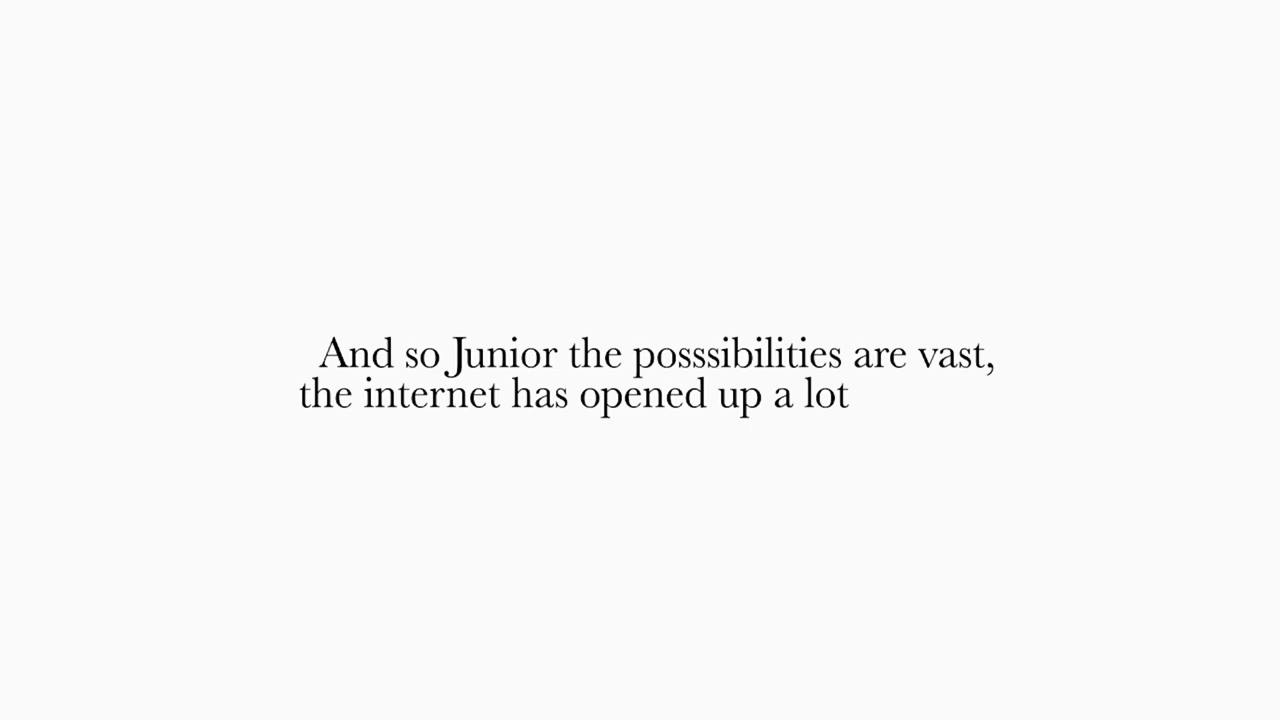 And so Junior the posssibilities are vast,
the internet has opened up a lot